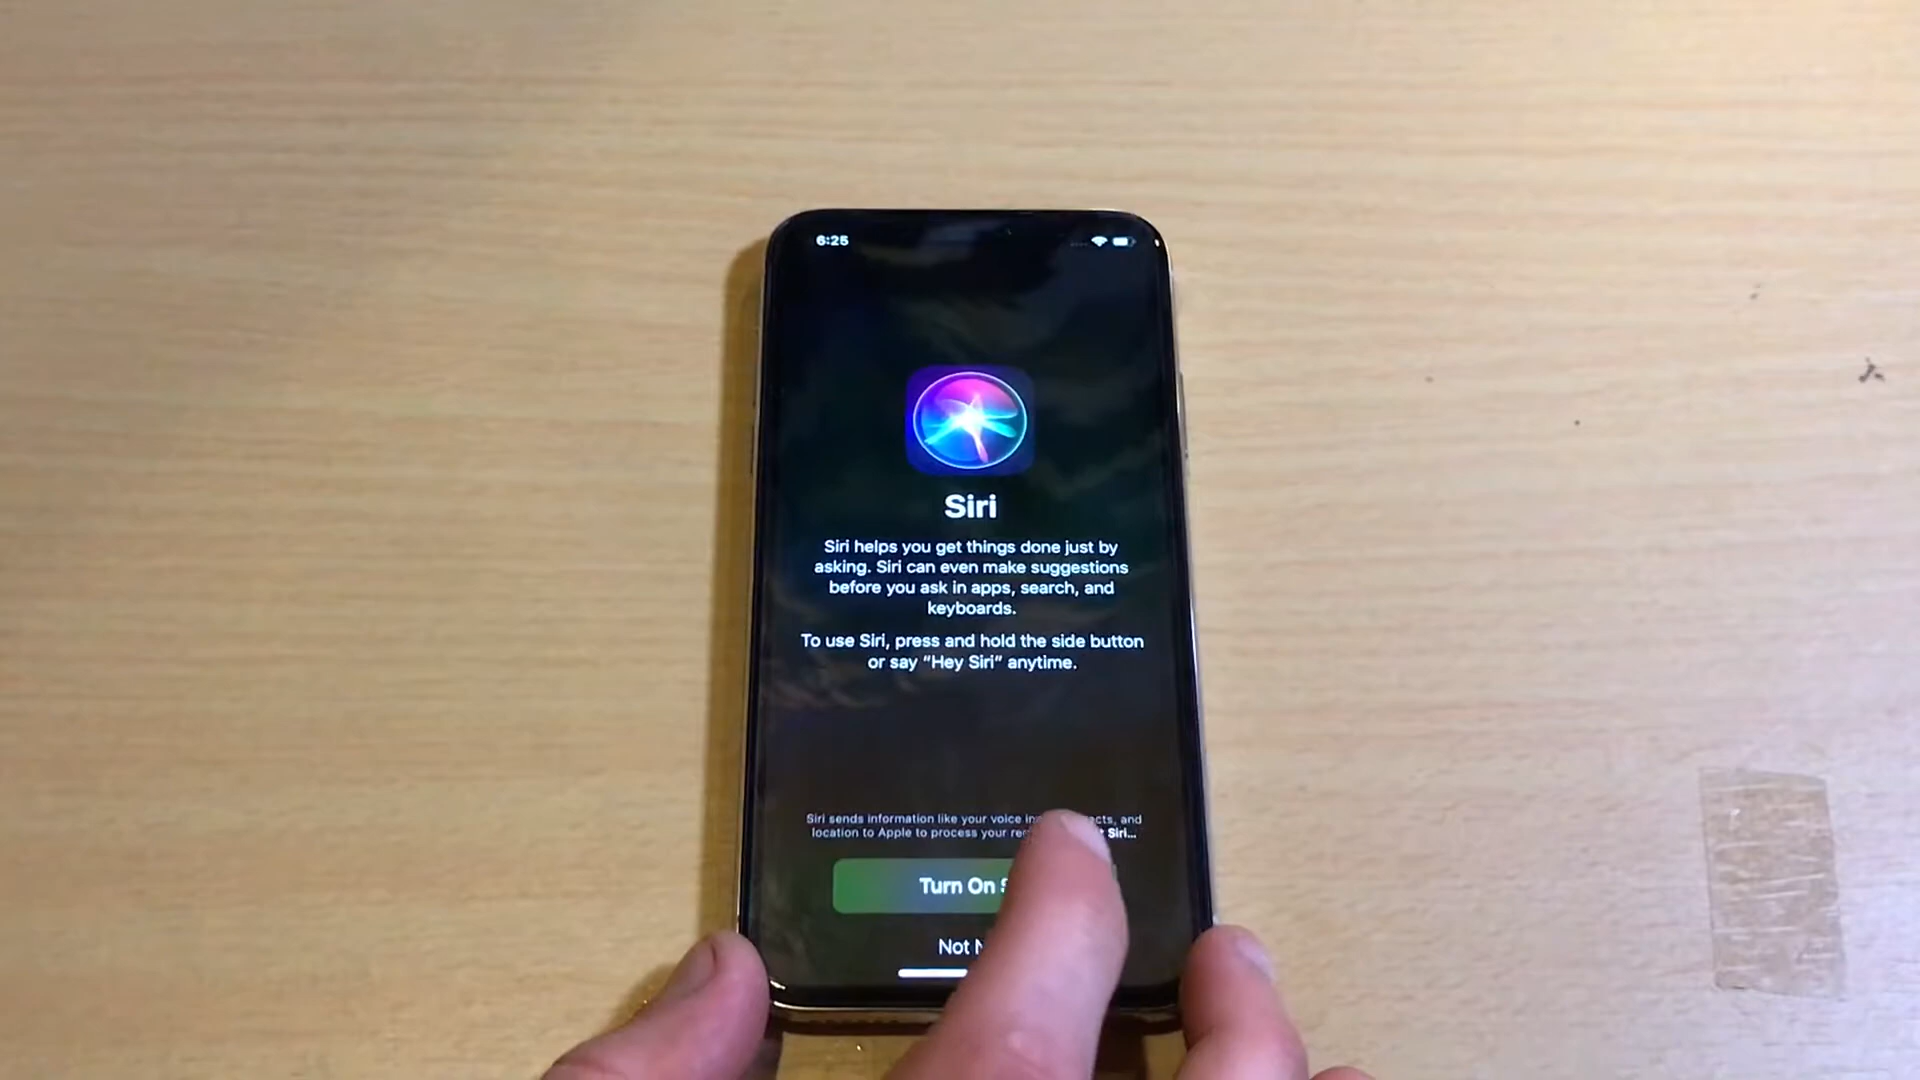 6:25
Siri
Siri helps you get things done just by
asking. Siri can even make suggestions
before you ask in apps, search, and
keyboards.
To use Siri, press and hold the side button
or say “Hey Siri” anytime.
Siri sends information like your voice and
location to Apple to process your Siri...
Turn On
Not